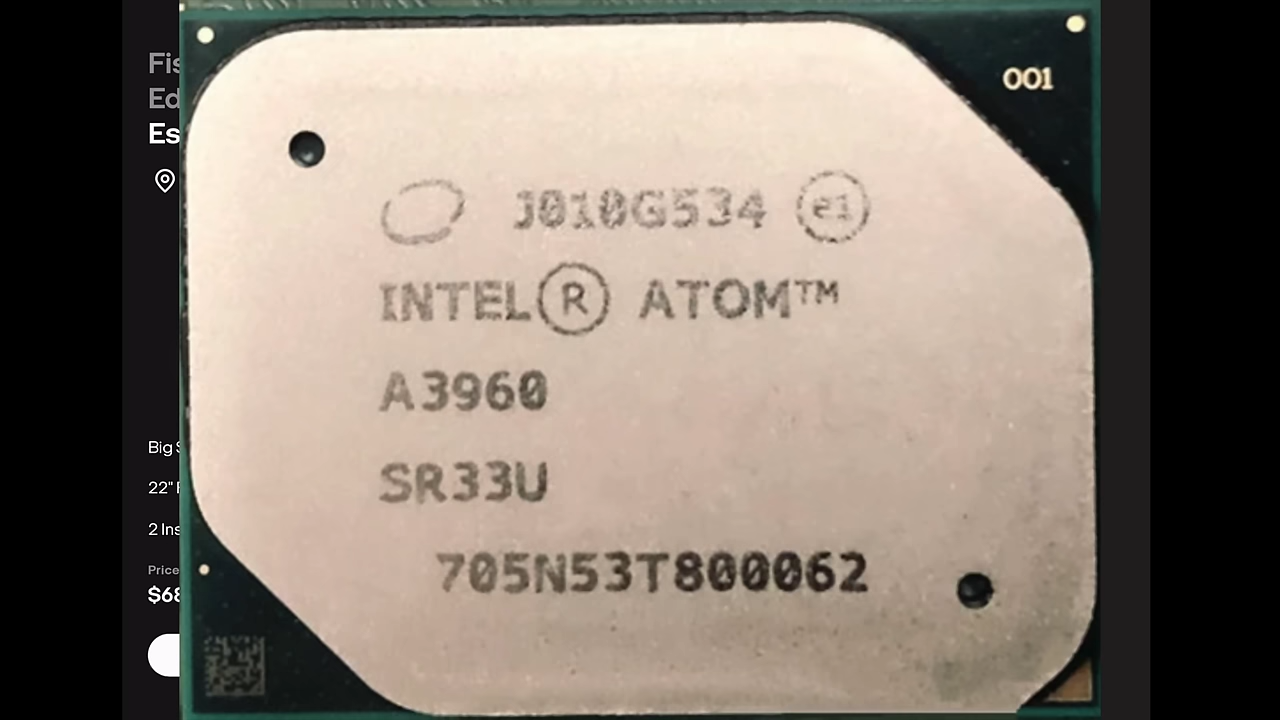 001
J010G534 e1
INTEL® ATOM™
A3960
SR33U
705N53T800062
Big
22"
2 Ins
Price
$68